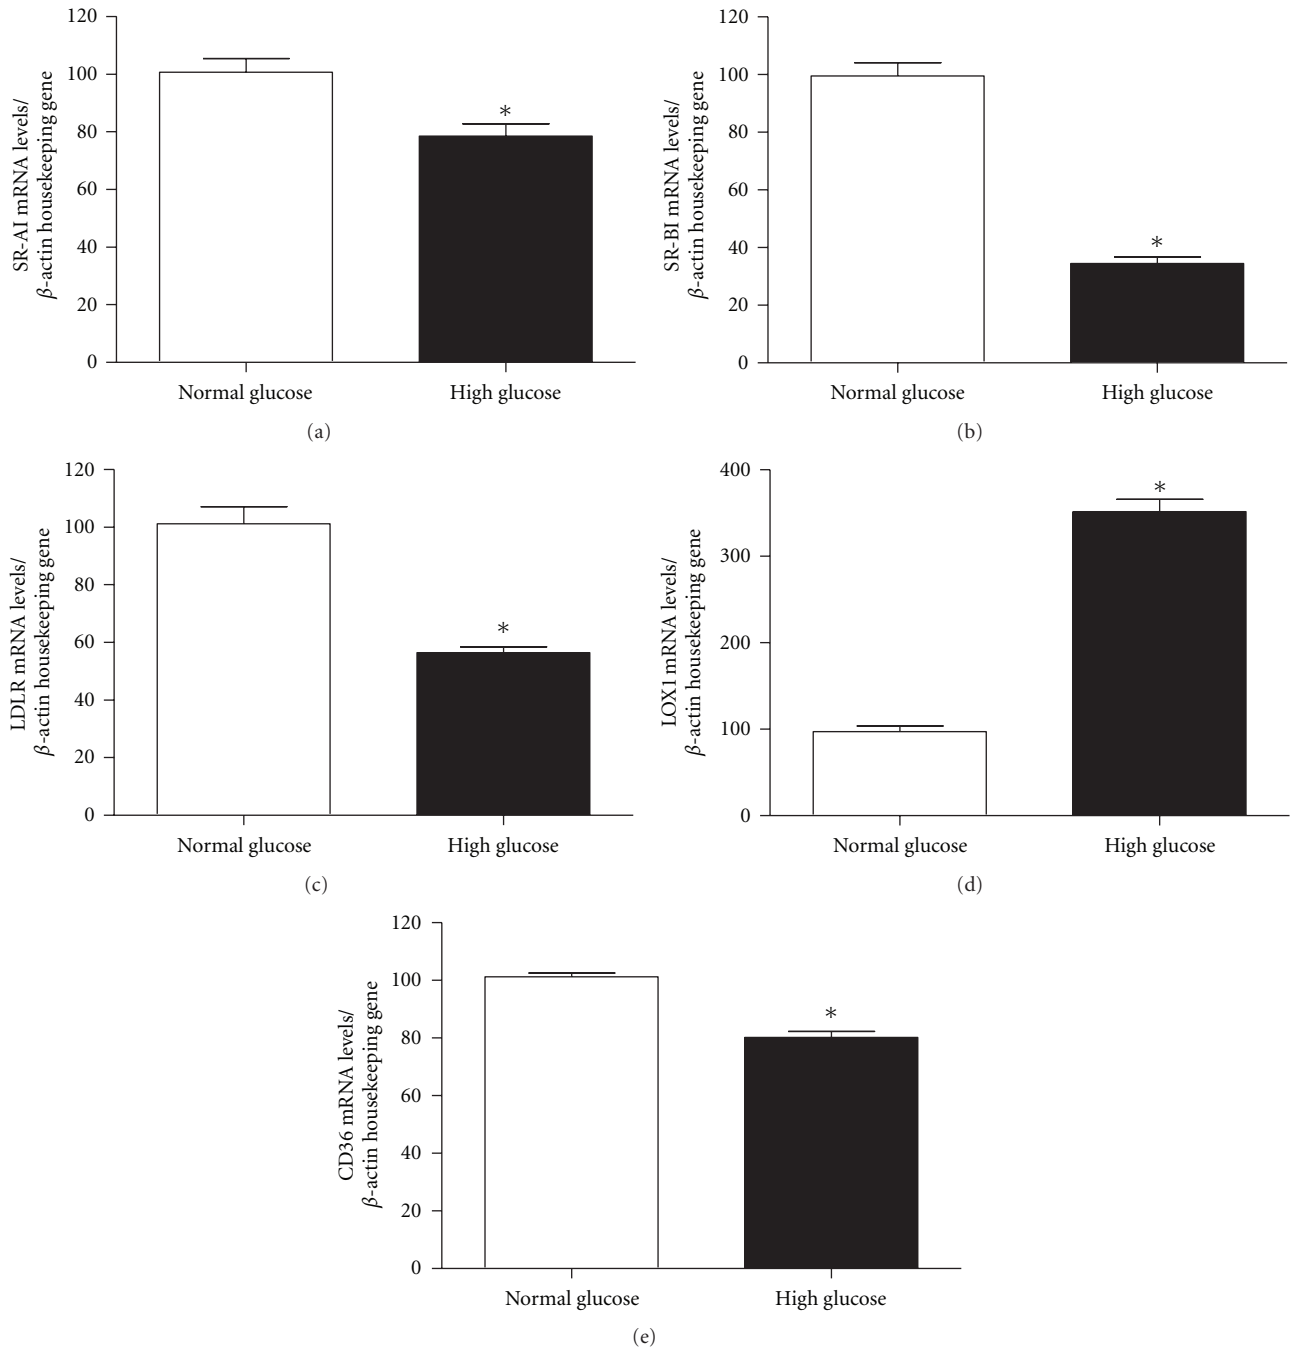 SR-AI mRNA levels/
β-actin housekeeping gene
120
100
80
60
40
20
0
*
Normal glucose
High glucose
(a)
SR-BI mRNA levels/
β-actin housekeeping gene
120
100
80
60
40
20
0
*
Normal glucose
High glucose
(b)
LDLR mRNA levels/
β-actin housekeeping gene
120
100
80
60
40
20
0
*
Normal glucose
High glucose
(c)
LOX1 mRNA levels/
β-actin housekeeping gene
400
300
200
100
0
*
Normal glucose
High glucose
(d)
CD36 mRNA levels/
β-actin housekeeping gene
120
100
80
60
40
20
0
*
Normal glucose
High glucose
(e)